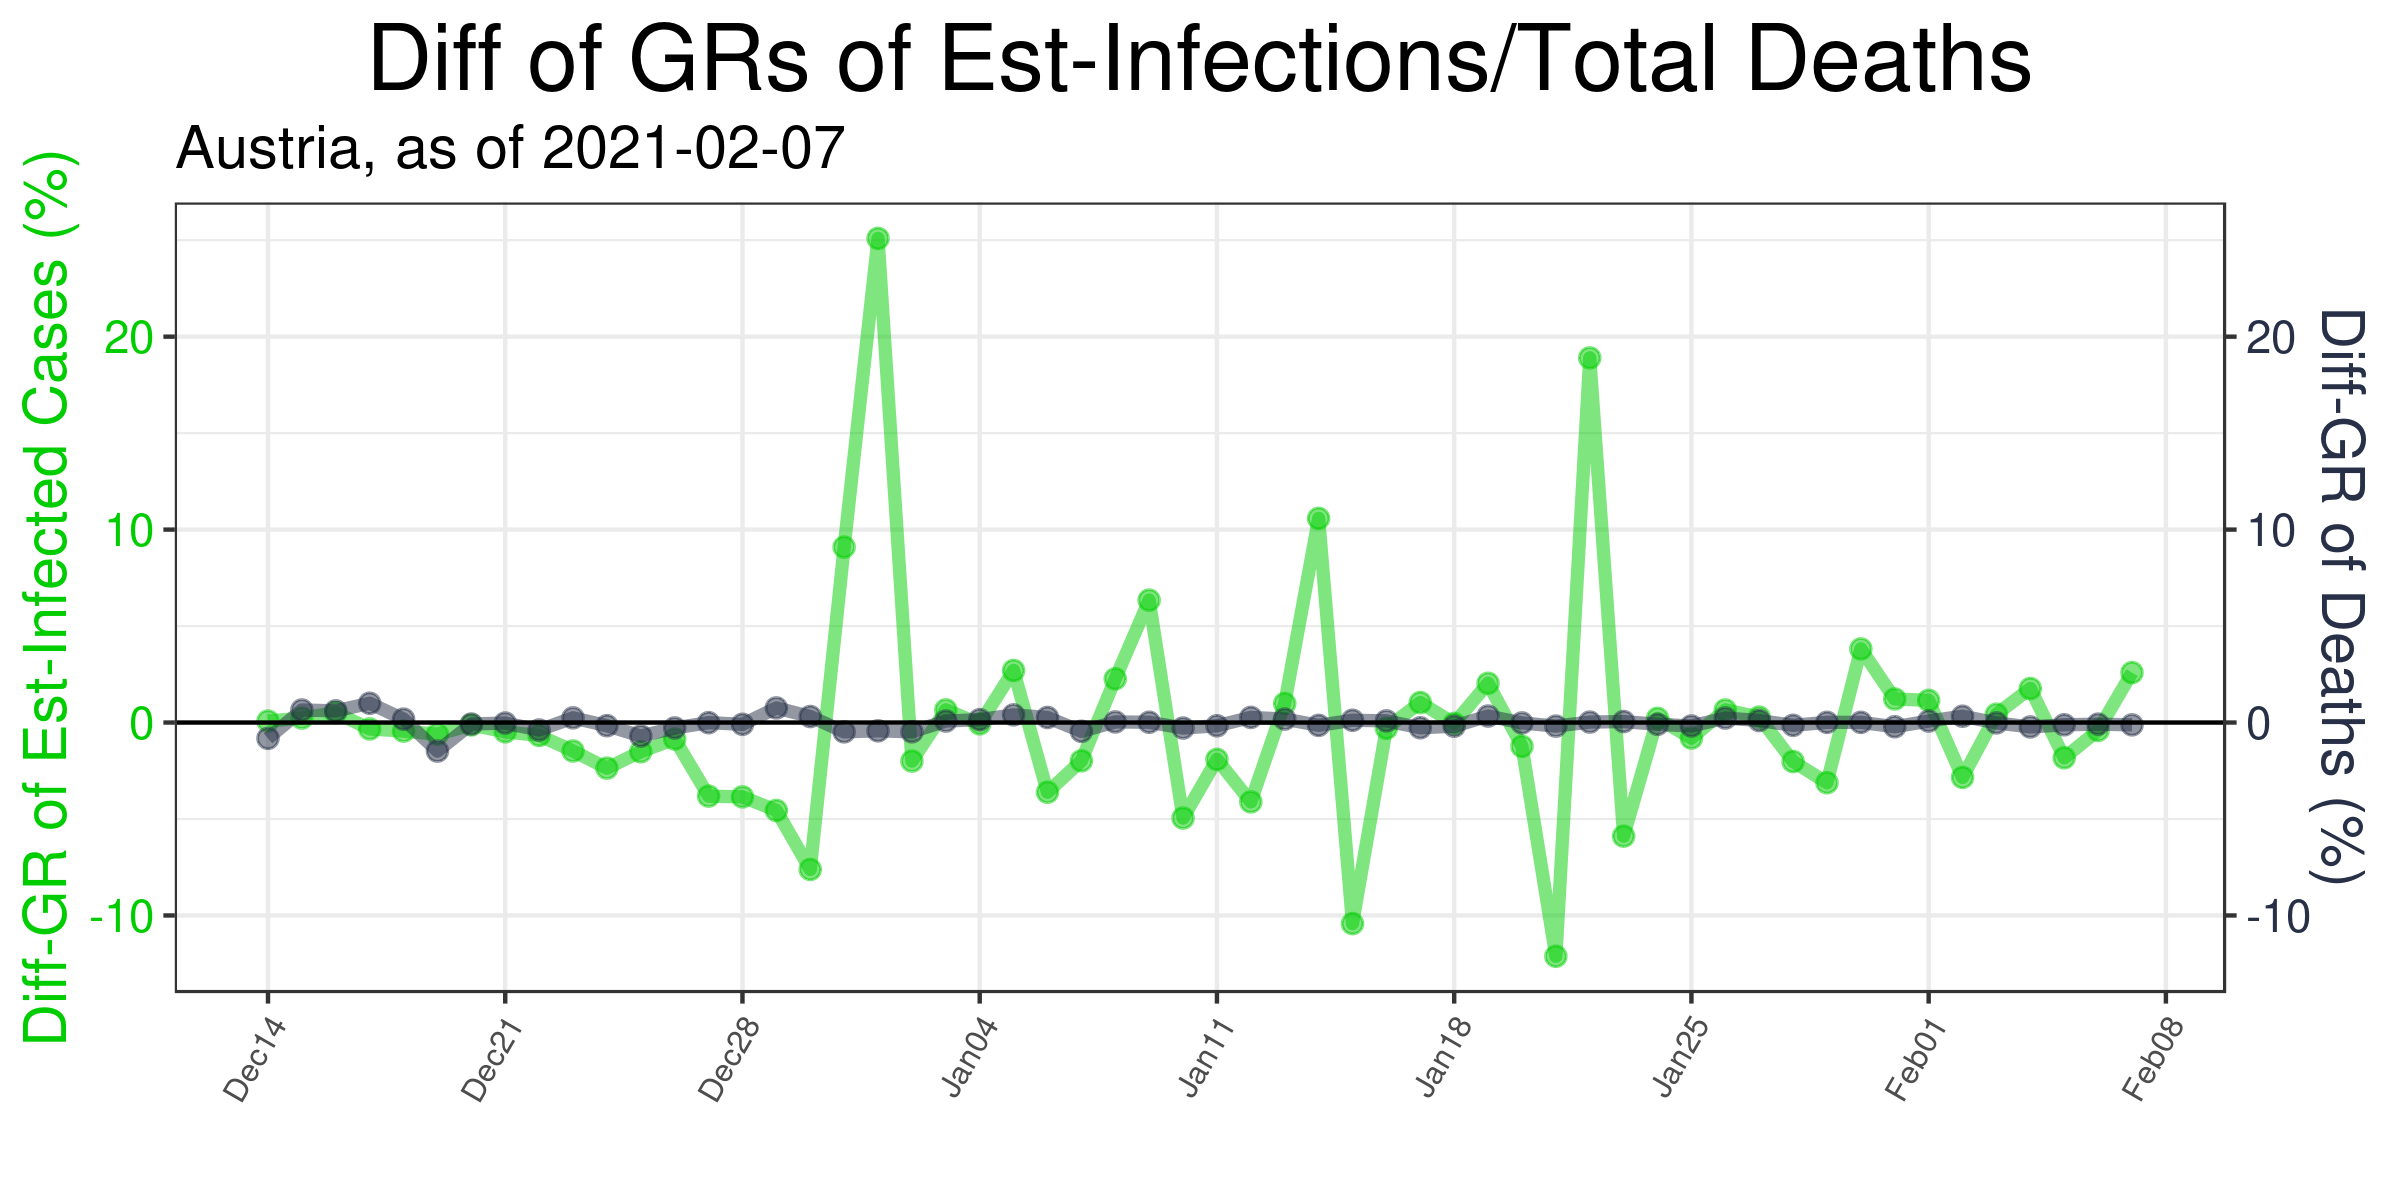 Diff of GRs of Est-Infections/Total Deaths
Austria, as of 2021-02-07
Diff-GR of Est-Infected Cases (%)
20
10
0
-10
20
10
0
-10
Diff-GR of Deaths (%)
Dec14
Dec21
Dec28
Jan04
Jan11
Jan18
Jan25
Feb01
Feb08